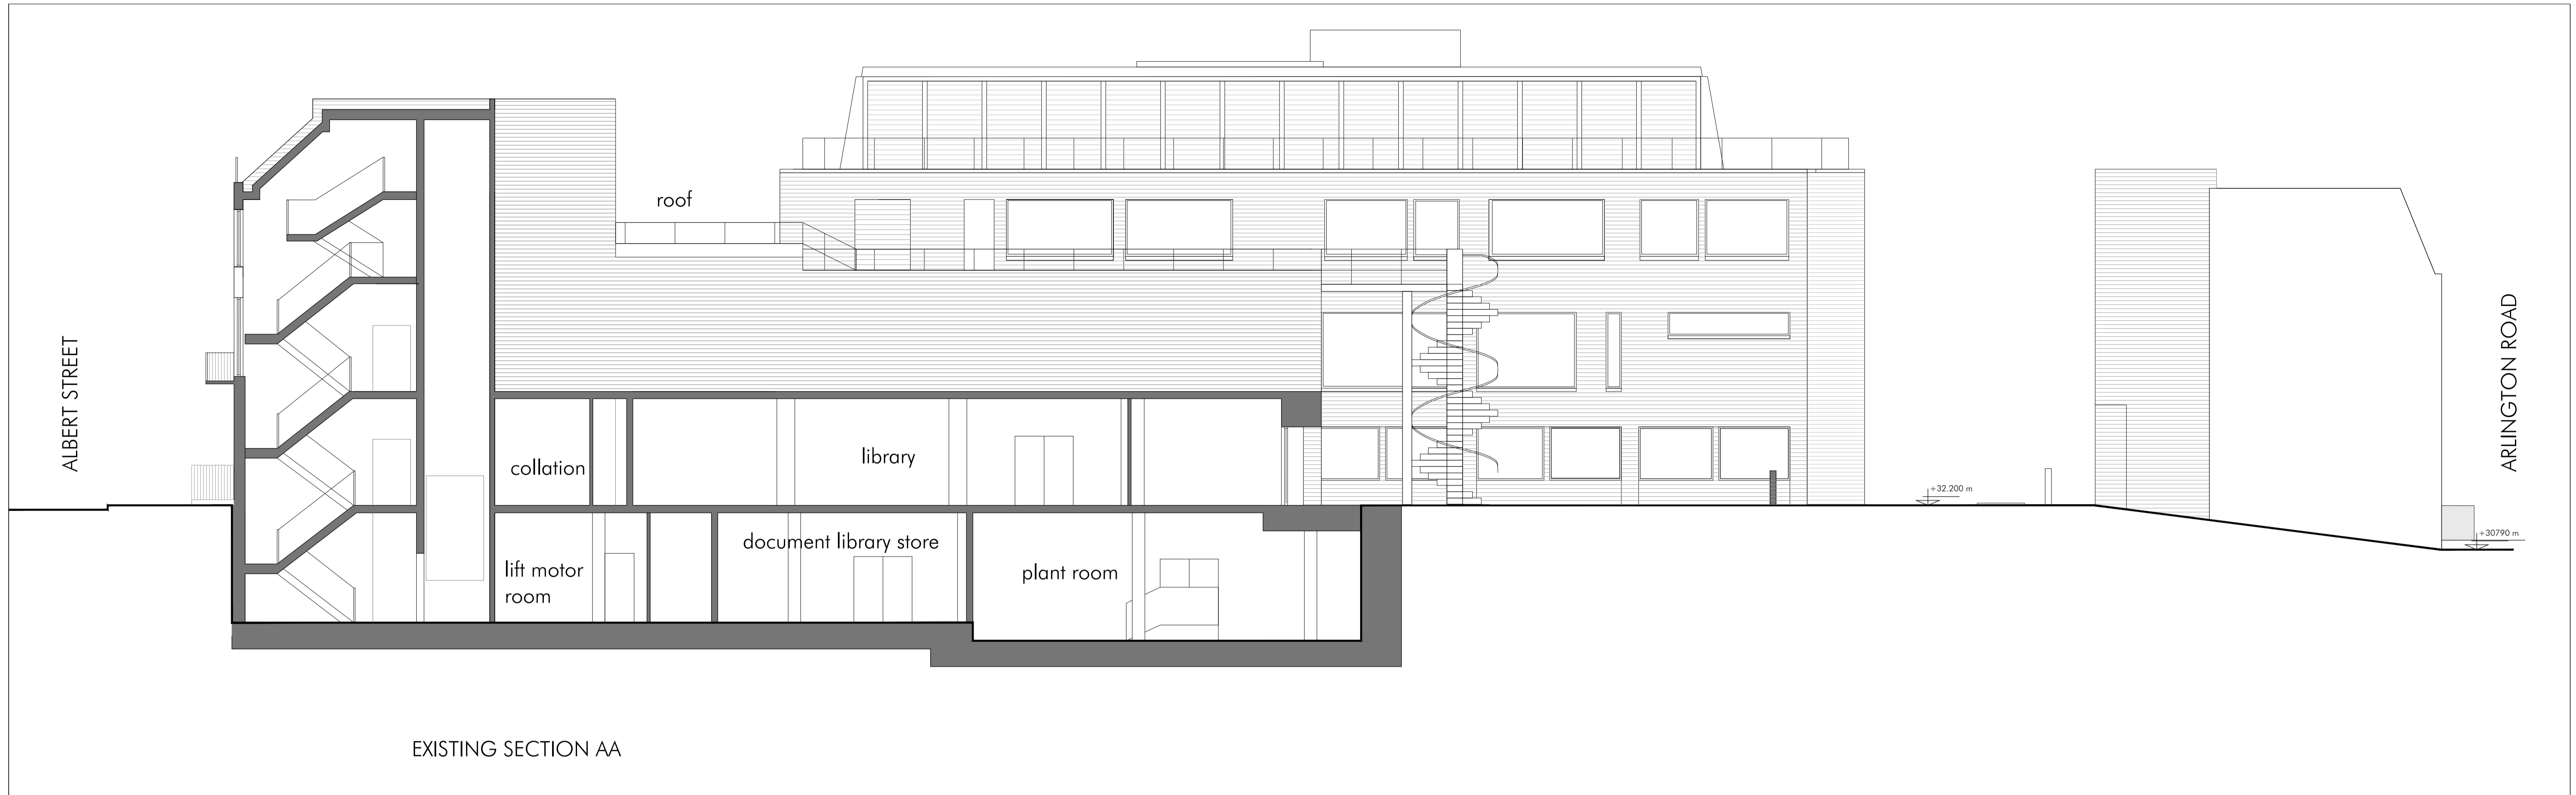 roof
ALBERT STREET
ARLINGTON ROAD
collation
library
+32.200 m
+30790 m
lift motor
room
document library store
plant room
EXISTING SECTION AA